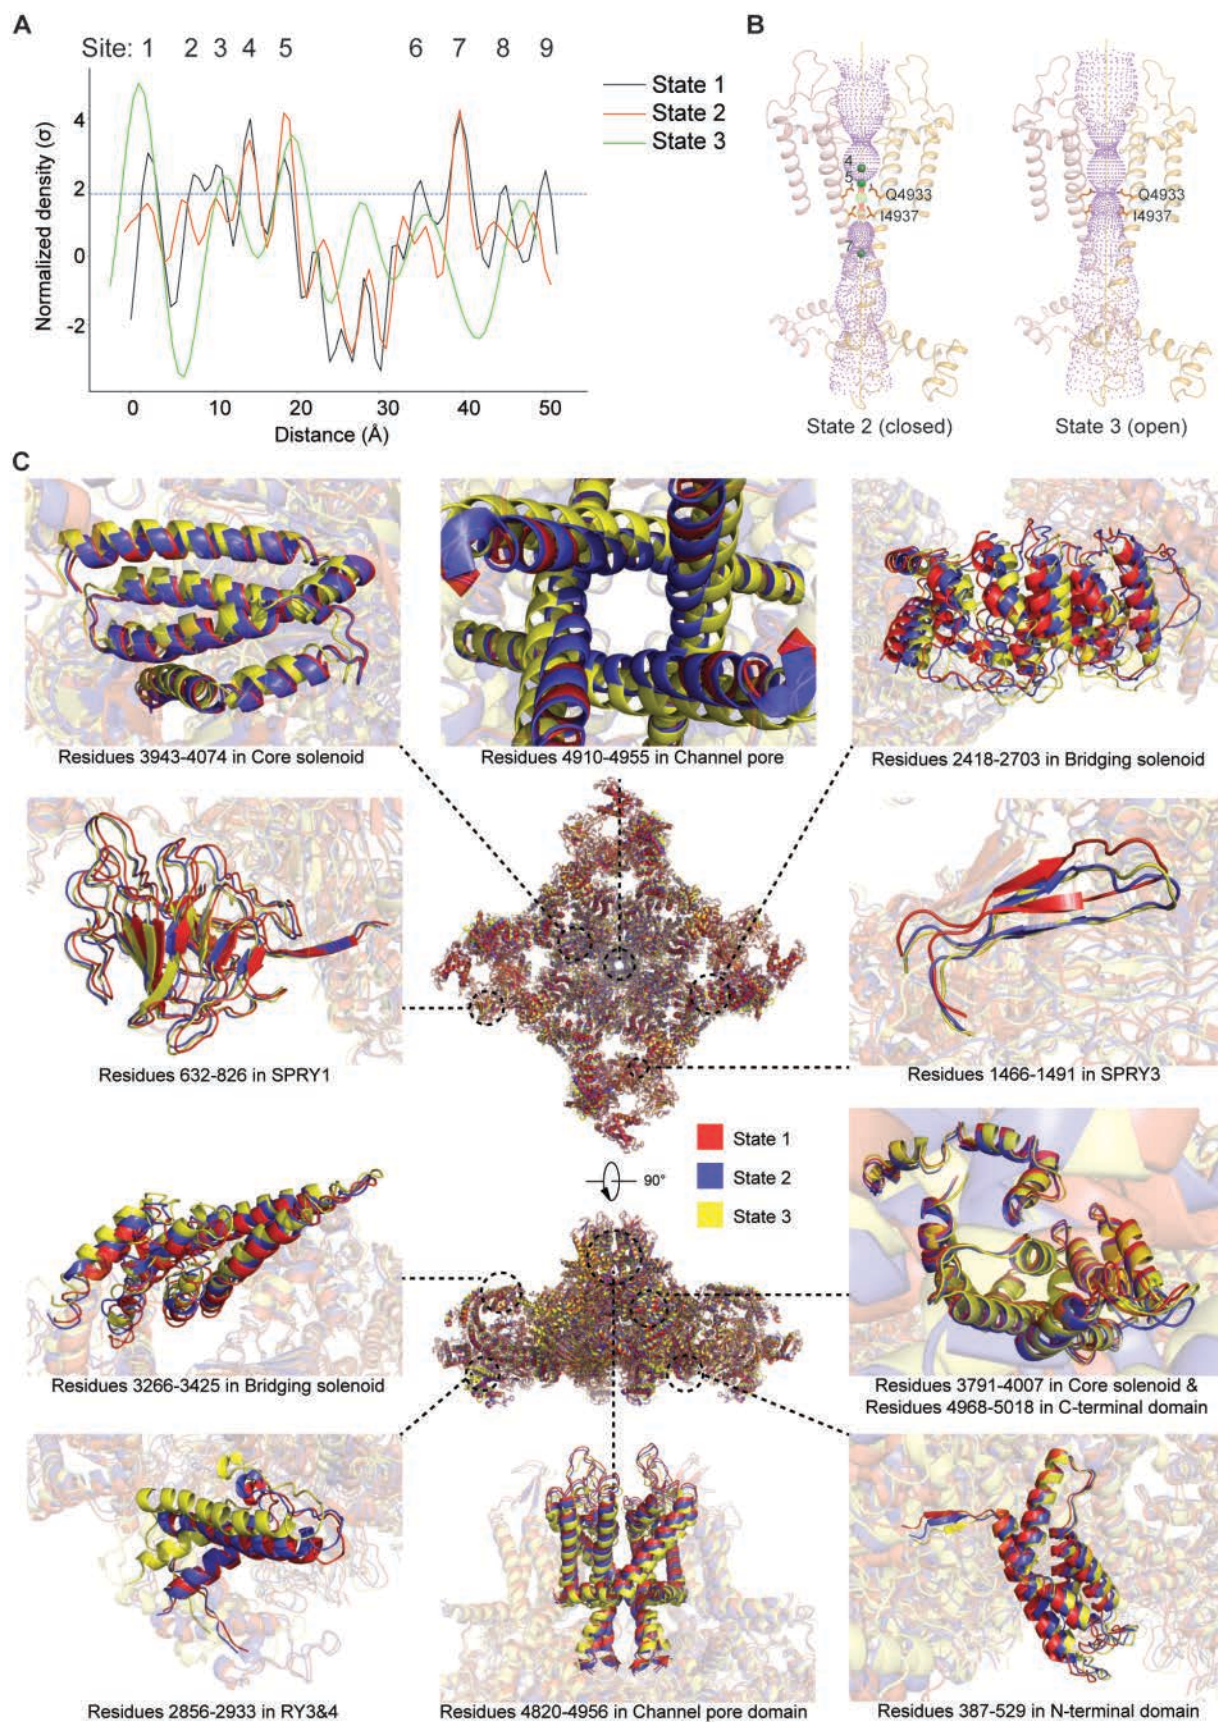 A
Site: 1 2 3 4 5 6 7 8 9
State 1
State 2
State 3
Normalized density (σ)
4
2
0
-2
0 10 20 30 40 50
Distance (Å)
B
4
5
Q4933
I4937
7
State 2 (closed)
Q4933
I4937
State 3 (open)
C
Residues 3943-4074 in Core solenoid
Residues 4910-4955 in Channel pore
Residues 2418-2703 in Bridging solenoid
Residues 632-826 in SPRY1
Residues 1466-1491 in SPRY3
State 1
State 2
State 3
90°
Residues 3266-3425 in Bridging solenoid
Residues 3791-4007 in Core solenoid &
Residues 4968-5018 in C-terminal domain
Residues 2856-2933 in RY3&4
Residues 4820-4956 in Channel pore domain
Residues 387-529 in N-terminal domain